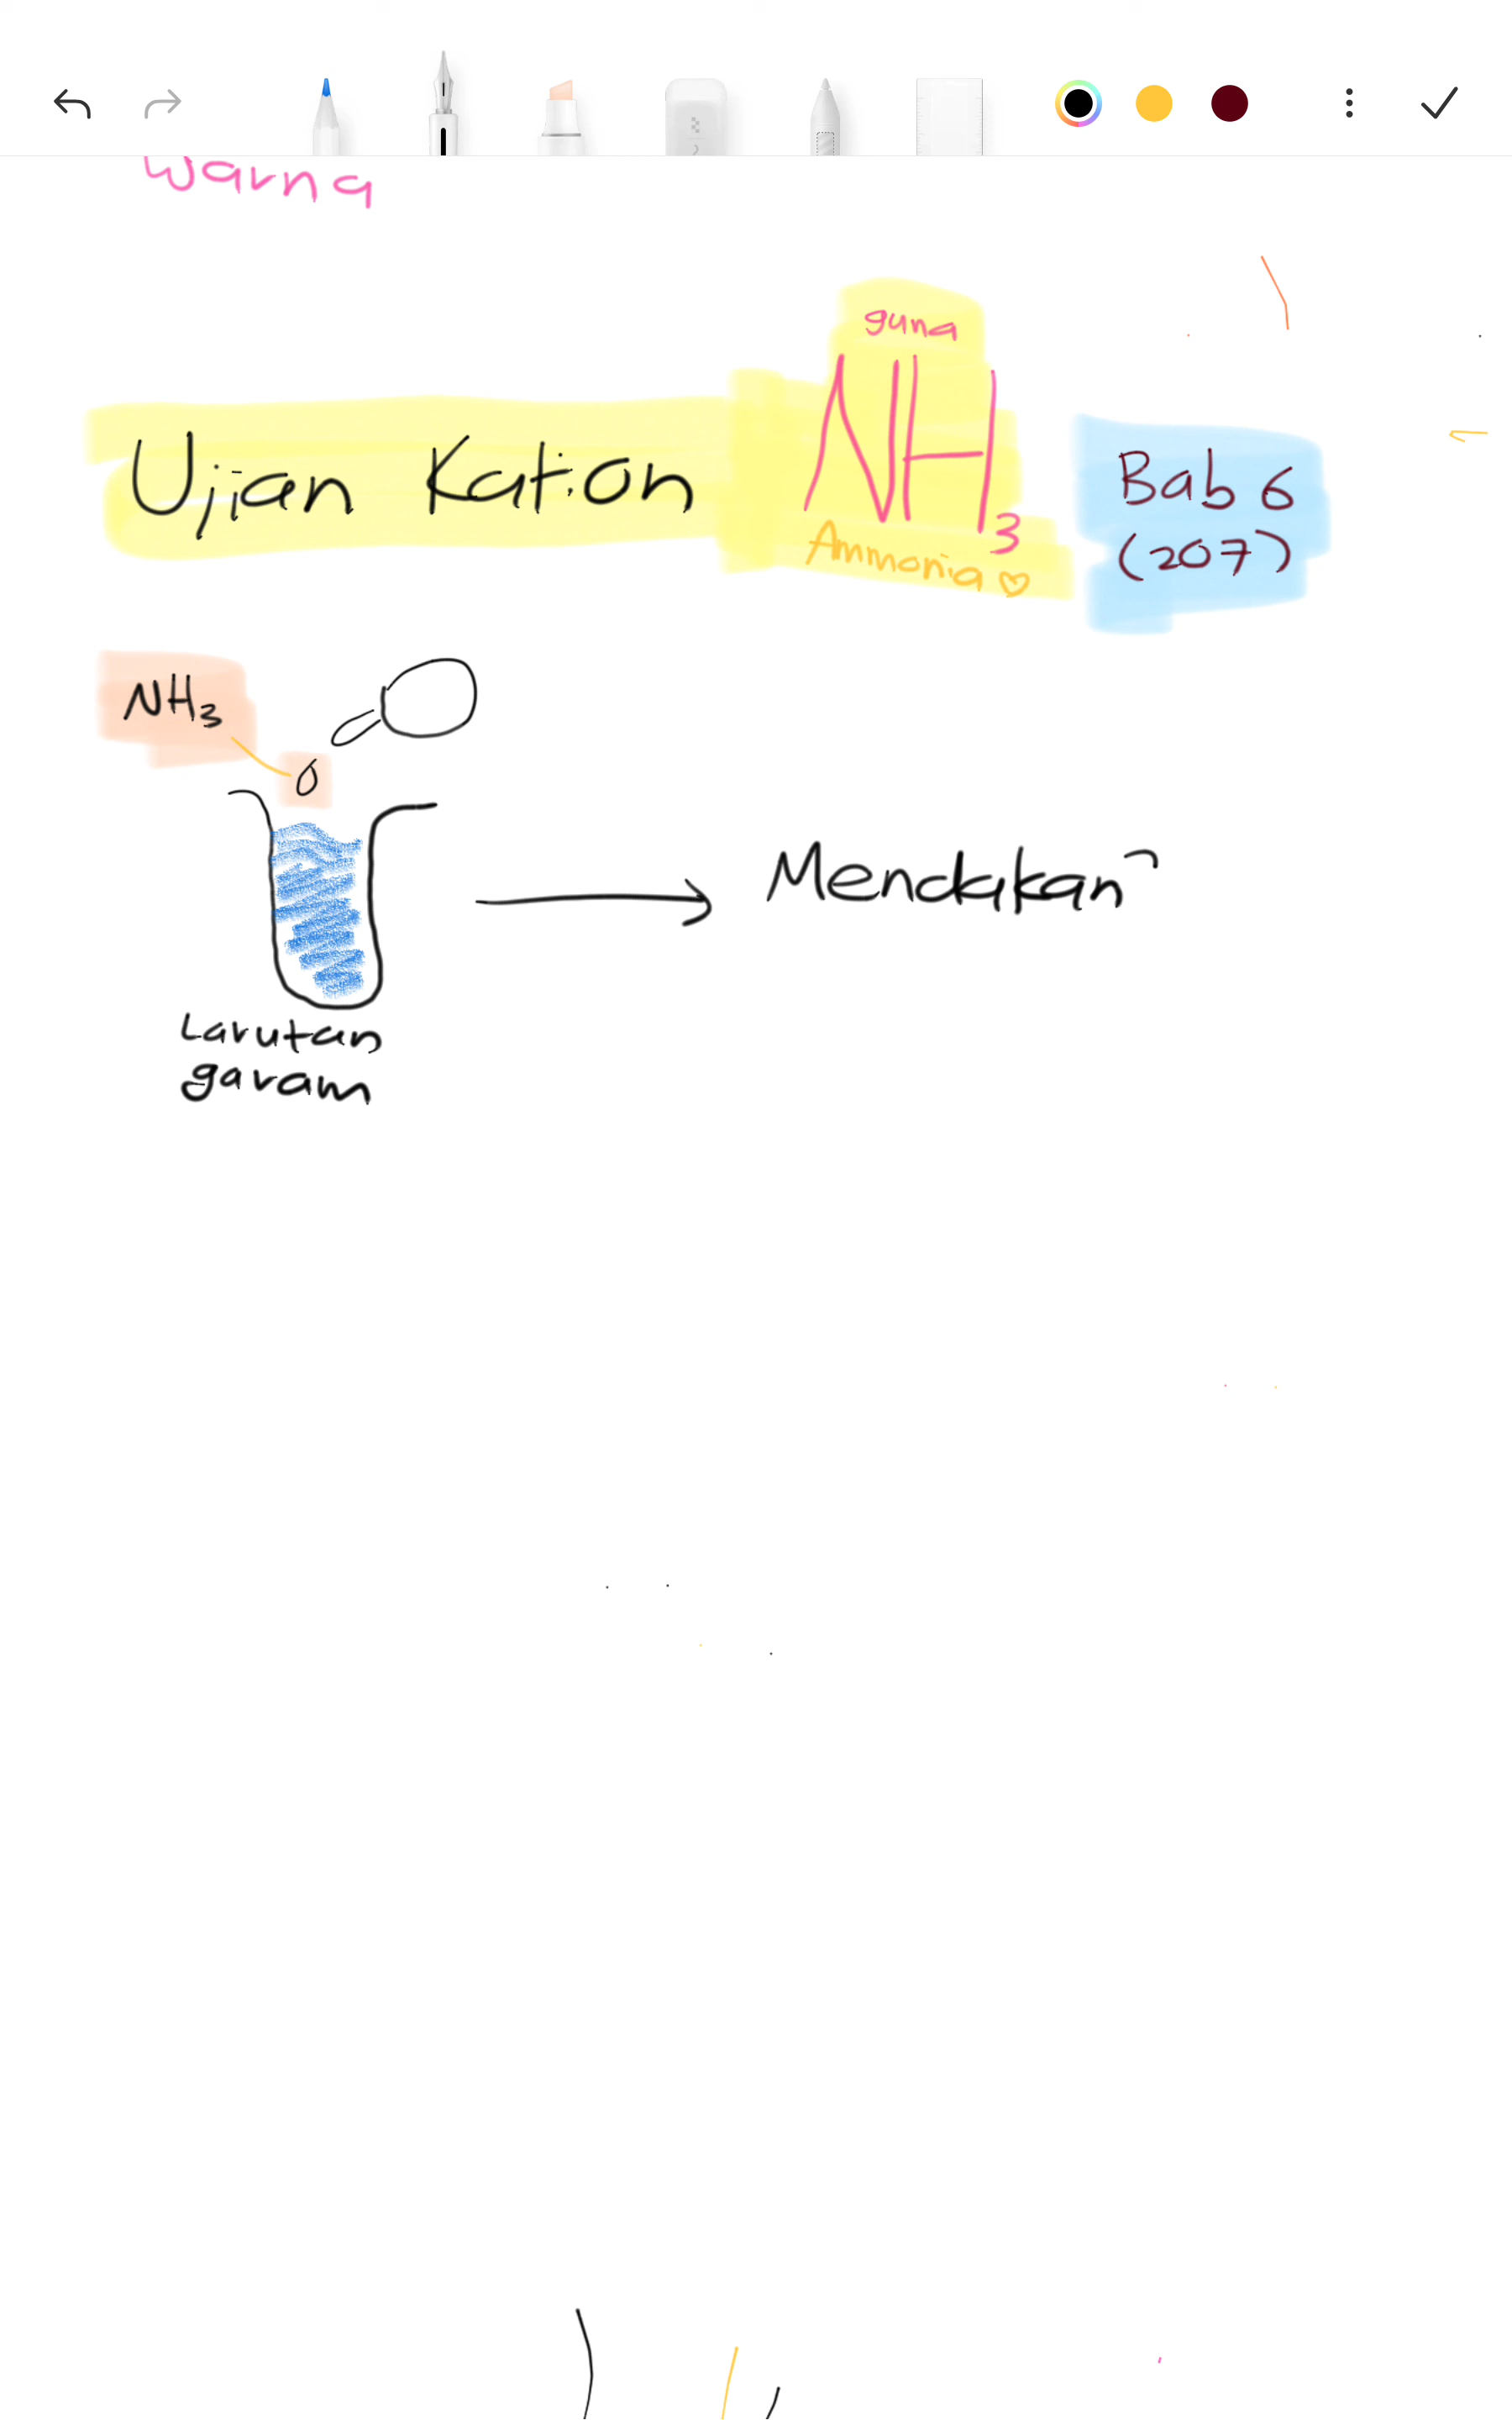 warna
guna
Ujian Kation NH₃
Ammonia ♡
Bab 6
(207)
NH₃
Mendakan
Larutan
garam